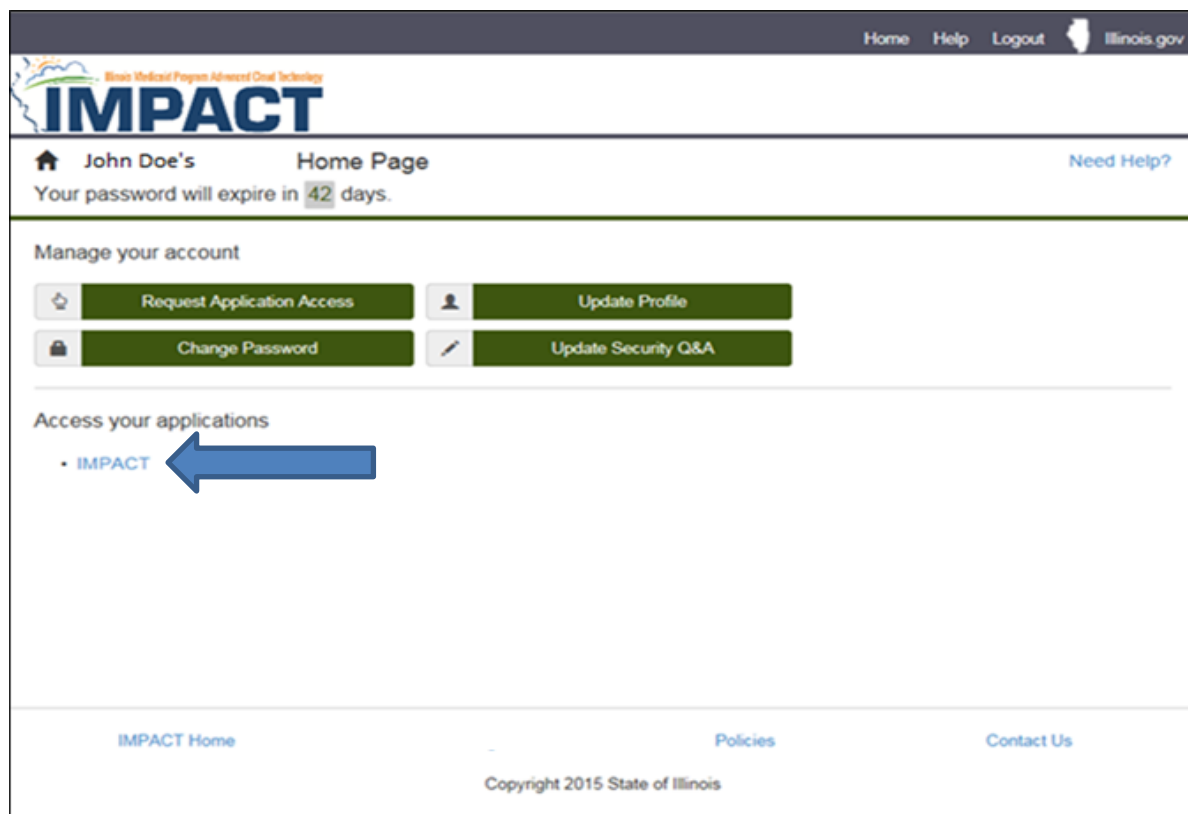 Home Help Logout Illinois.gov
Illinois Medicaid Program Advanced Cloud Technology
IMPACT
John Doe's Home Page
Need Help?
Your password will expire in 42 days.
Manage your account
Request Application Access
Update Profile
Change Password
Update Security Q&A
Access your applications
• IMPACT
IMPACT Home
Policies
Contact Us
Copyright 2015 State of Illinois